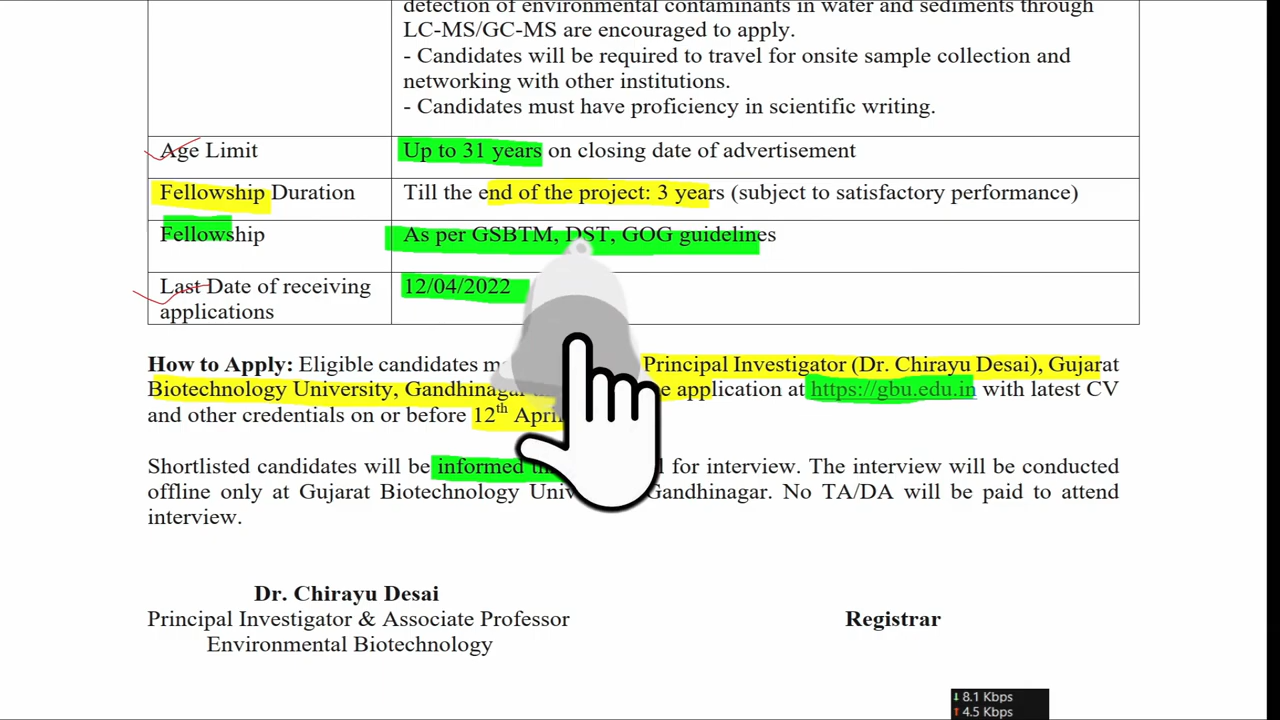 detection of environmental contaminants in water and sediments through
LC-MS/GC-MS are encouraged to apply.
- Candidates will be required to travel for onsite sample collection and
networking with other institutions.
- Candidates must have proficiency in scientific writing.
Age Limit Up to 31 years on closing date of advertisement
Fellowship Duration Till the end of the project: 3 years (subject to satisfactory performance)
Fellowship As per GSBTM, DST, GOG guidelines
Last Date of receiving 12/04/2022
applications
How to Apply: Eligible candidates Principal Investigator (Dr. Chirayu Desai), Gujarat
Biotechnology University, Gandhinagar application at https://gbu.edu.in with latest CV
and other credentials on or before 12th April
Shortlisted candidates will be informed for interview. The interview will be conducted
offline only at Gujarat Biotechnology Gandhinagar. No TA/DA will be paid to attend
interview.
Dr. Chirayu Desai
Principal Investigator & Associate Professor
Registrar
Environmental Biotechnology
8.1 Kbps
4.5 Kbps